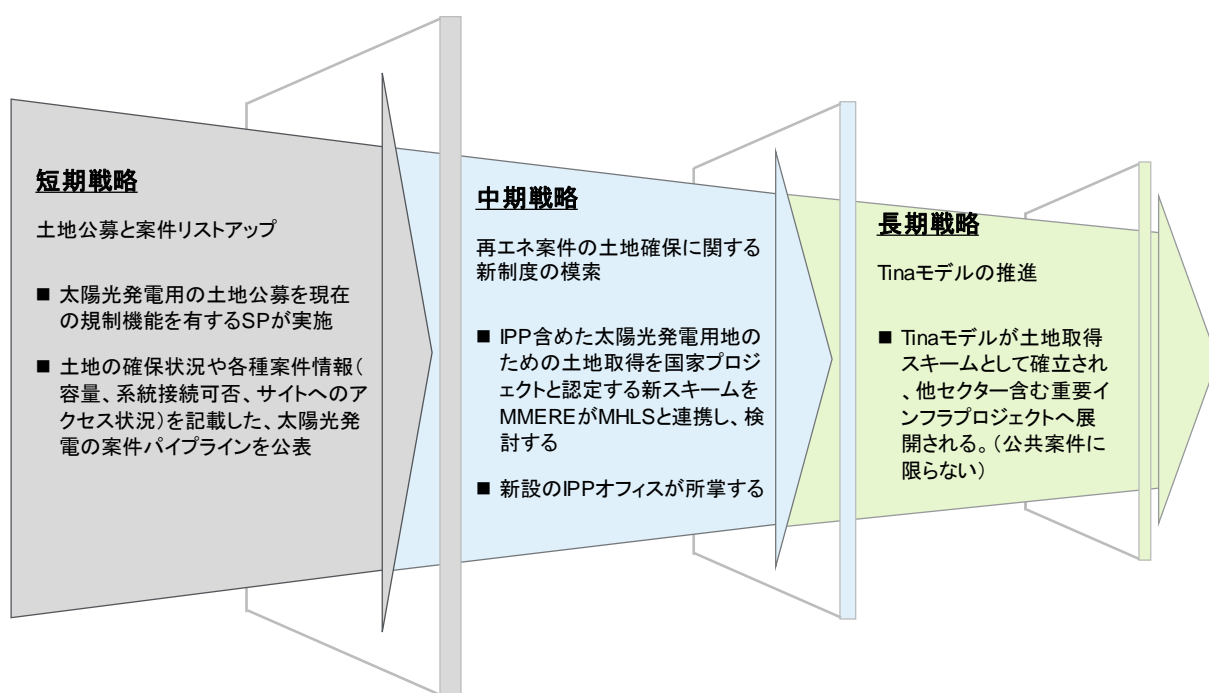 短期戦略
土地公募と案件リストアップ
■ 太陽光発電用の土地公募を現在
の規制機能を有するSPが実施
■ 土地の確保状況や各種案件情報(
容量、系統接続可否、サイトへのア
クセス状況)を記載した、太陽光発
電の案件パイプラインを公表
中期戦略
再エネ案件の土地確保に関する
新制度の模索
■ IPP含めた太陽光発電用地の
ための土地取得を国家プロジ
ェクトと認定する新スキームを
MMEREがMHLSと連携し、検
討する
■ 新設のIPPオフィスが所掌する
長期戦略
Tinaモデルの推進
■ Tinaモデルが土地取得
スキームとして確立され
、他セクター含む重要イ
ンフラプロジェクトへ展
開される。(公共案件に
限らない)